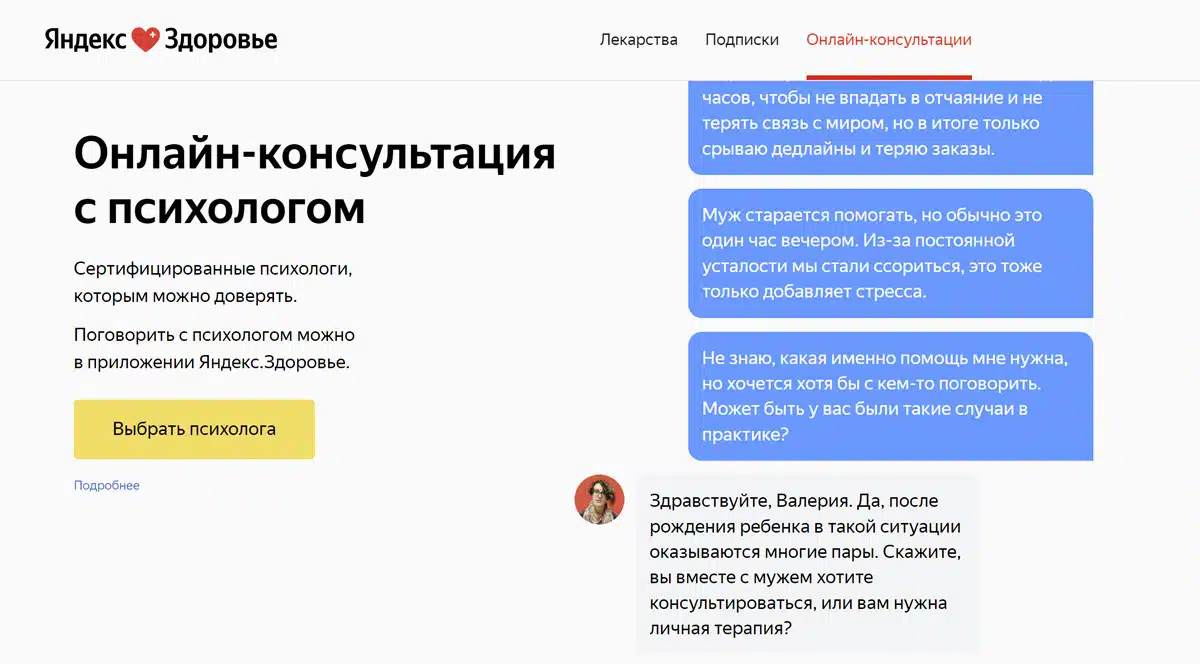 Яндекс Здоровье
Лекарства
Подписки
Онлайн-консультации
Онлайн-консультация
с психологом
Сертифицированные психологи,
которым можно доверять.
Поговорить с психологом можно
в приложении Яндекс.Здоровье.
Выбрать психолога
Подробнее
часов, чтобы не впадать в отчаяние и не
терять связь с миром, но в итоге только
срываю дедлайны и теряю заказы.
Муж старается помогать, но обычно это
один час вечером. Из-за постоянной
усталости мы стали ссориться, это тоже
только добавляет стресса.
Не знаю, какая именно помощь мне нужна,
но хочется хотя бы с кем-то поговорить.
Может быть у вас были такие случаи в
практике?
Здравствуйте, Валерия. Да, после
рождения ребенка в такой ситуации
оказываются многие пары. Скажите,
вы вместе с мужем хотите
консультироваться, или вам нужна
личная терапия?